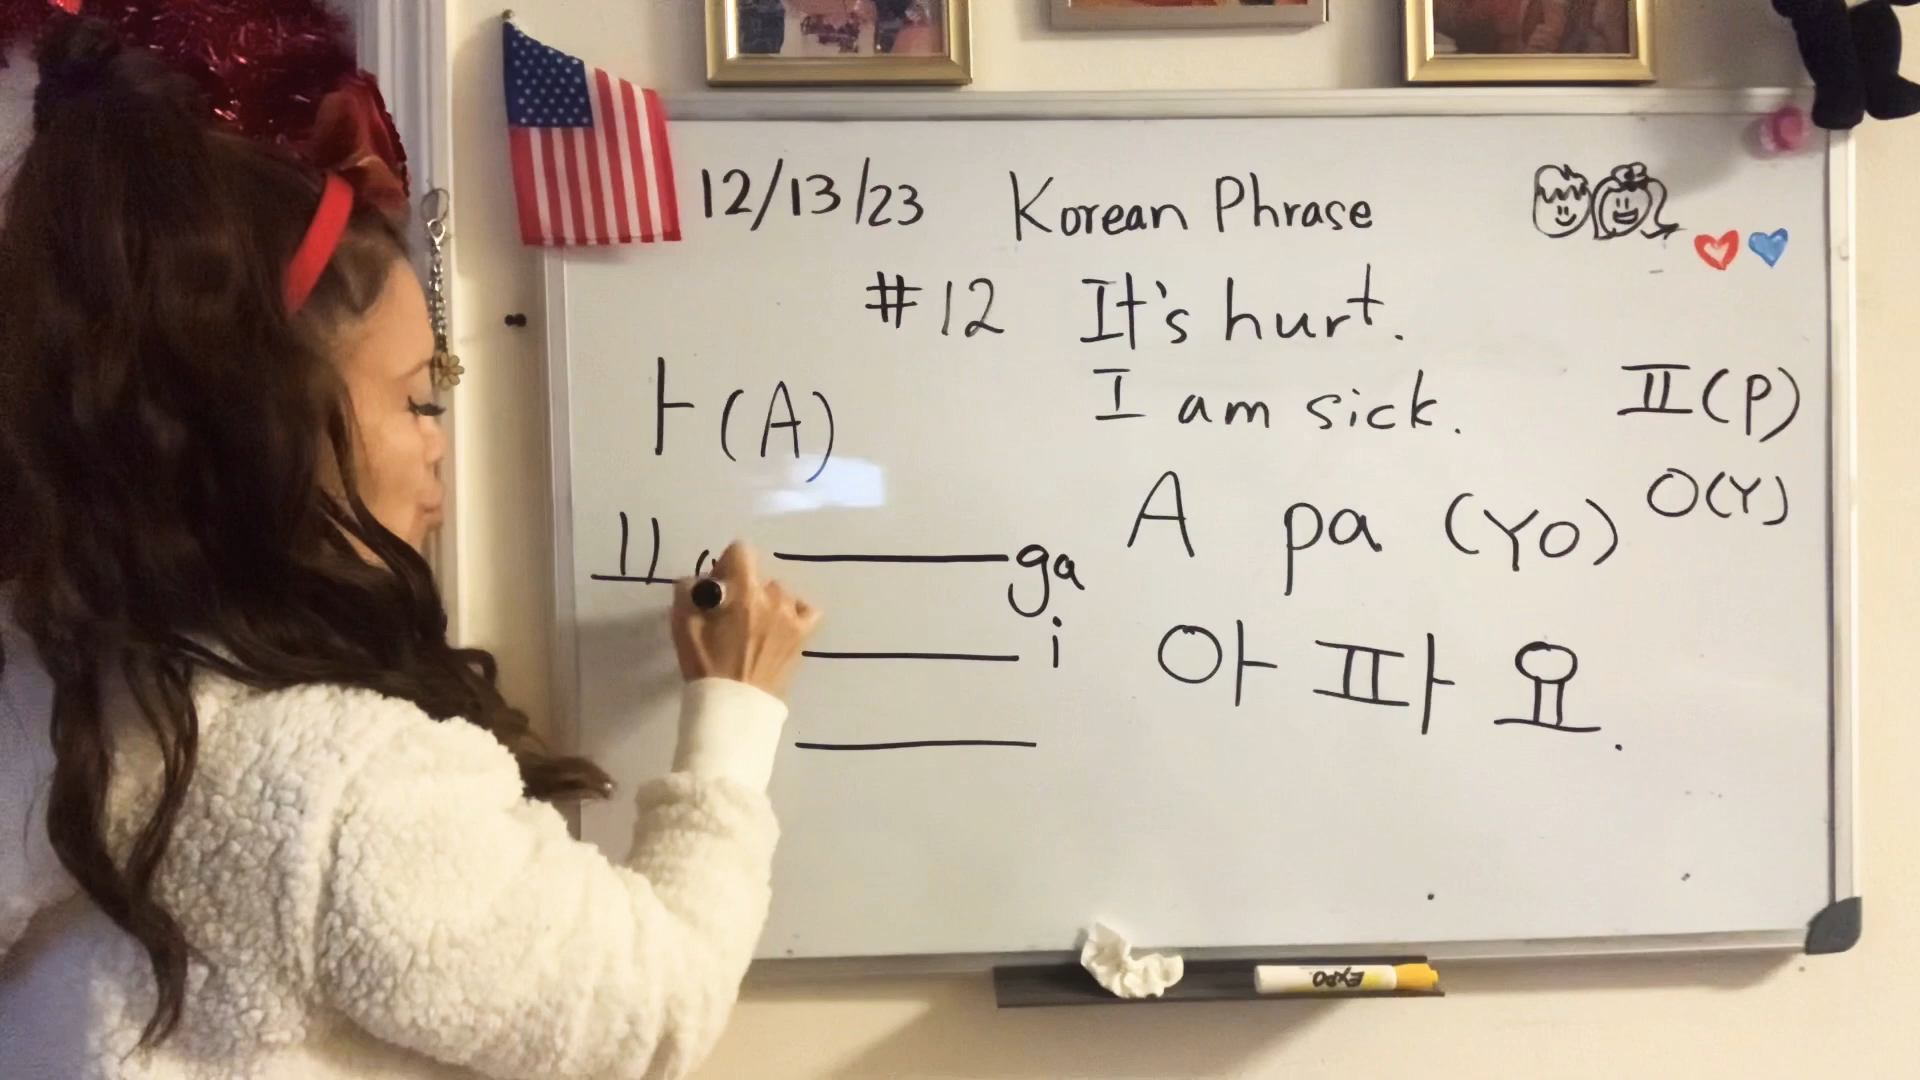 12/13/23 Korean Phrase
#12 It's hurt.
I am sick.
ㅏ(A)
ㅍ(P)
ㅇ(Y)
A pa (YO)
ga
i
ㅛ
아 파 요.
EXPO